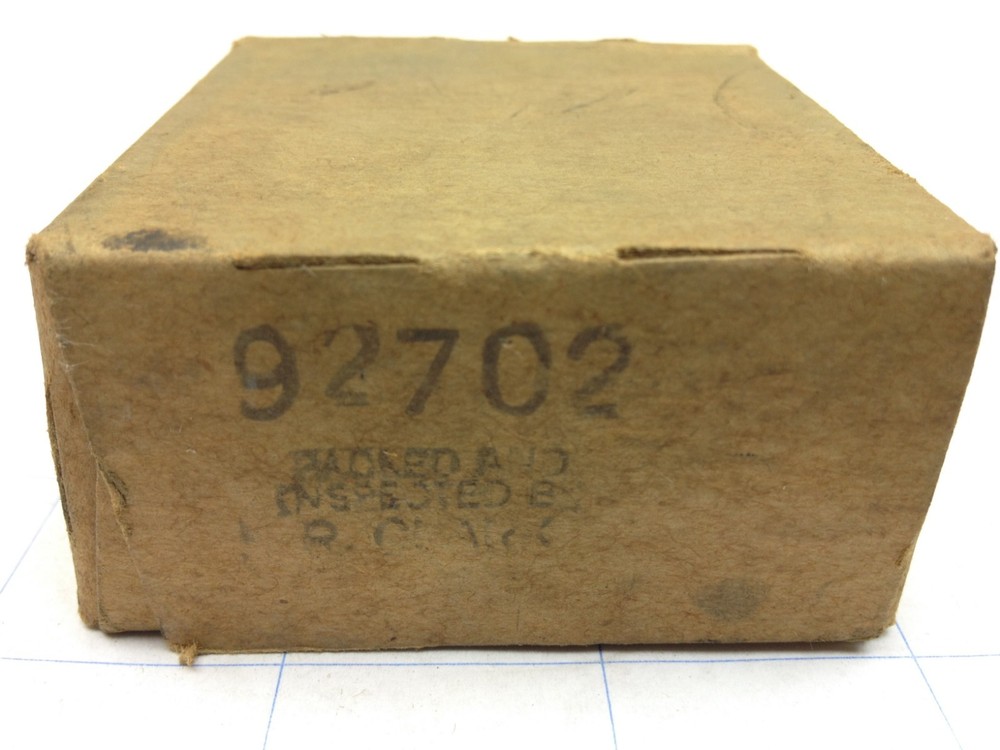 92702
PACKED AND
INSPECTED BY